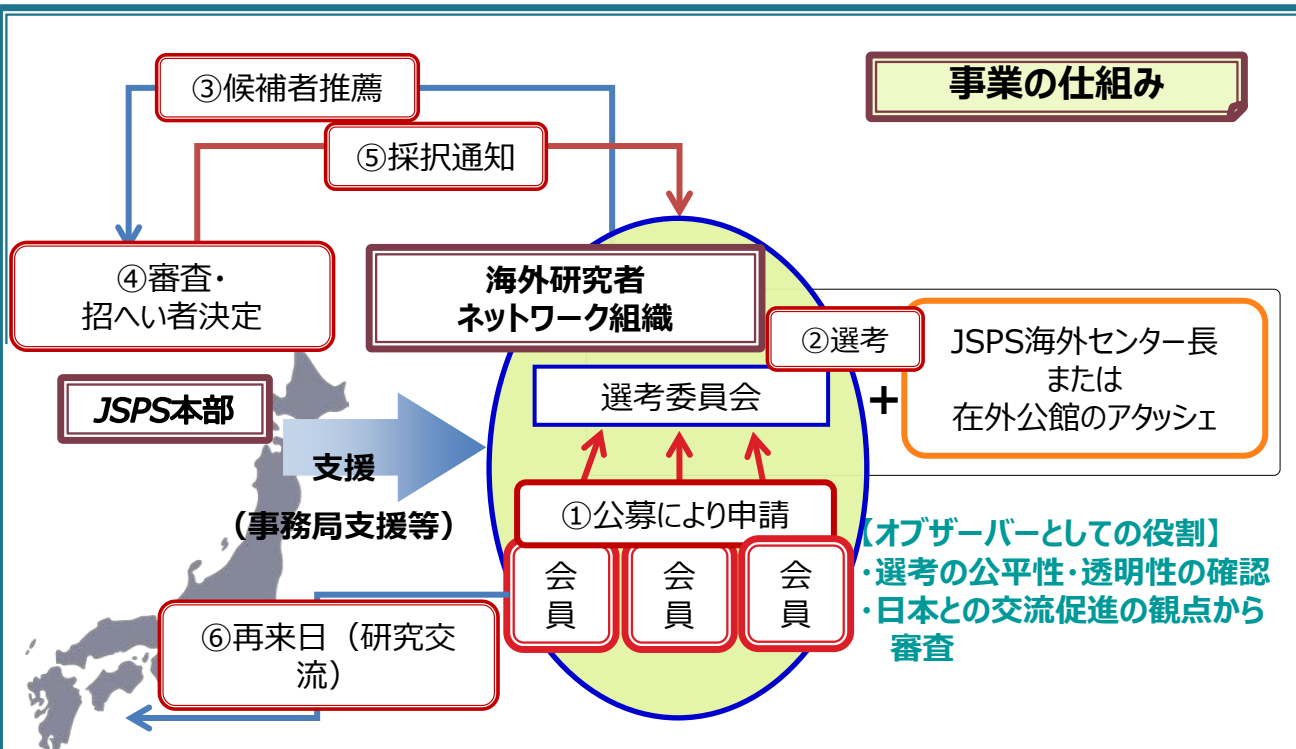 事業の仕組み
③候補者推薦
⑤採択通知
④審査・
招へい者決定
海外研究者
ネットワーク組織
②選考
JSPS海外センター長
または
在外公館のアタッシェ
JSPS本部
選考委員会
+
支援
（事務局支援等）
①公募により申請
会
員
会
員
会
員
【オブザーバーとしての役割】
・選考の公平性・透明性の確認
・日本との交流促進の観点から
審査
⑥再来日（研究交
流）